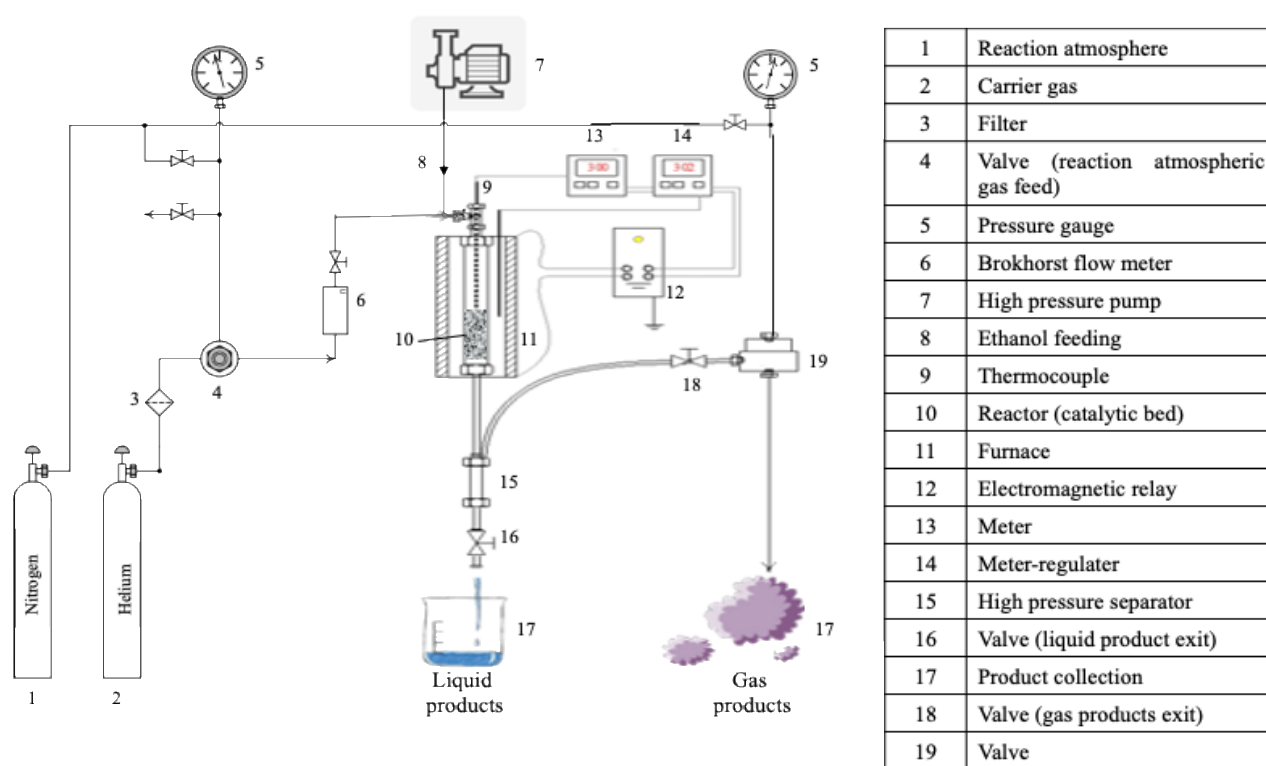 5
7
5
13
14
8
9
300
302
6
12
10
11
19
18
4
3
15
16
Nitrogen
Helium
17
17
1
2
Liquid
products
Gas
products
1 Reaction atmosphere
2 Carrier gas
3 Filter
4 Valve (reaction atmospheric
gas feed)
5 Pressure gauge
6 Brokhorst flow meter
7 High pressure pump
8 Ethanol feeding
9 Thermocouple
10 Reactor (catalytic bed)
11 Furnace
12 Electromagnetic relay
13 Meter
14 Meter-regulater
15 High pressure separator
16 Valve (liquid product exit)
17 Product collection
18 Valve (gas products exit)
19 Valve